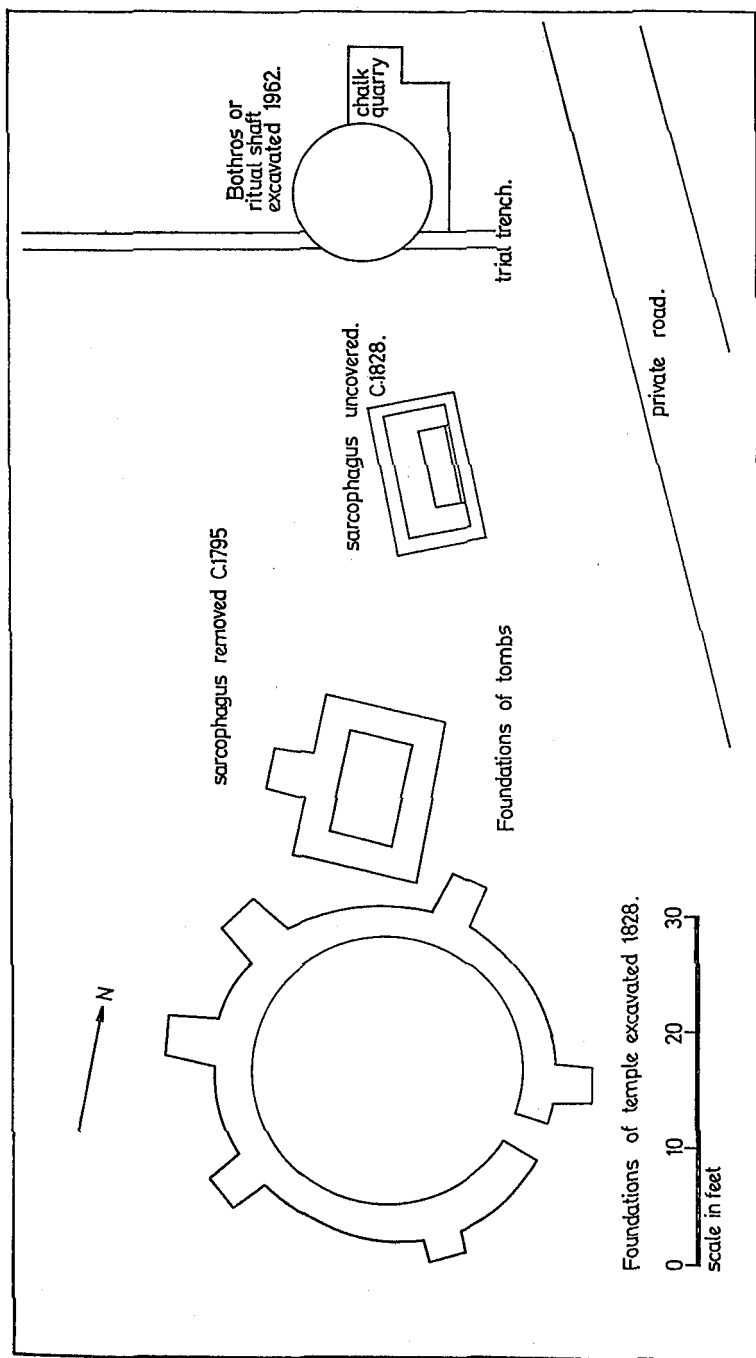 Bothros or
ritual shaft
excavated 1962.
chalk
quarry
trial trench.
sarcophagus uncovered.
C.1828.
private road.
sarcophagus removed C.1795
Foundations of tombs
N
Foundations of temple excavated 1828.
0 10 20 30
scale in feet